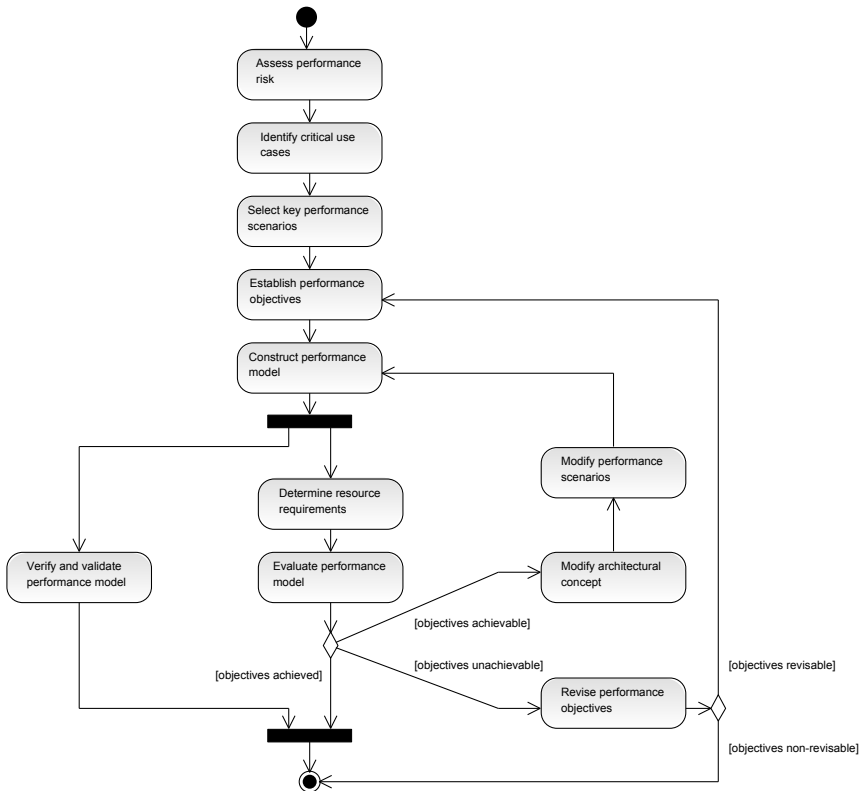 Assess performance
risk
Identify critical use
cases
Select key performance
scenarios
Establish performance
objectives
Construct performance
model
Modify performance
scenarios
Determine resource
requirements
Verify and validate
performance model
Evaluate performance
model
Modify architectural
concept
[objectives achievable]
[objectives achieved]
[objectives unachievable]
[objectives revisable]
Revise performance
objectives
[objectives non-revisable]